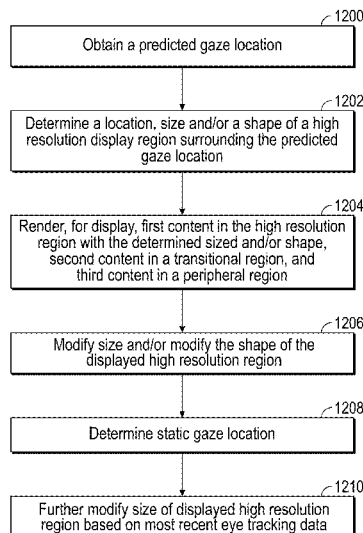 1200
Obtain a predicted gaze location
1202
Determine a location, size and/or a shape of a high
resolution display region surrounding the predicted
gaze location
1204
Render, for display, first content in the high resolution
region with the determined sized and/or shape,
second content in a transitional region, and
third content in a peripheral region
1206
Modify size and/or modify the shape of the
displayed high resolution region
1208
Determine static gaze location
1210
Further modify size of displayed high resolution
region based on most recent eye tracking data